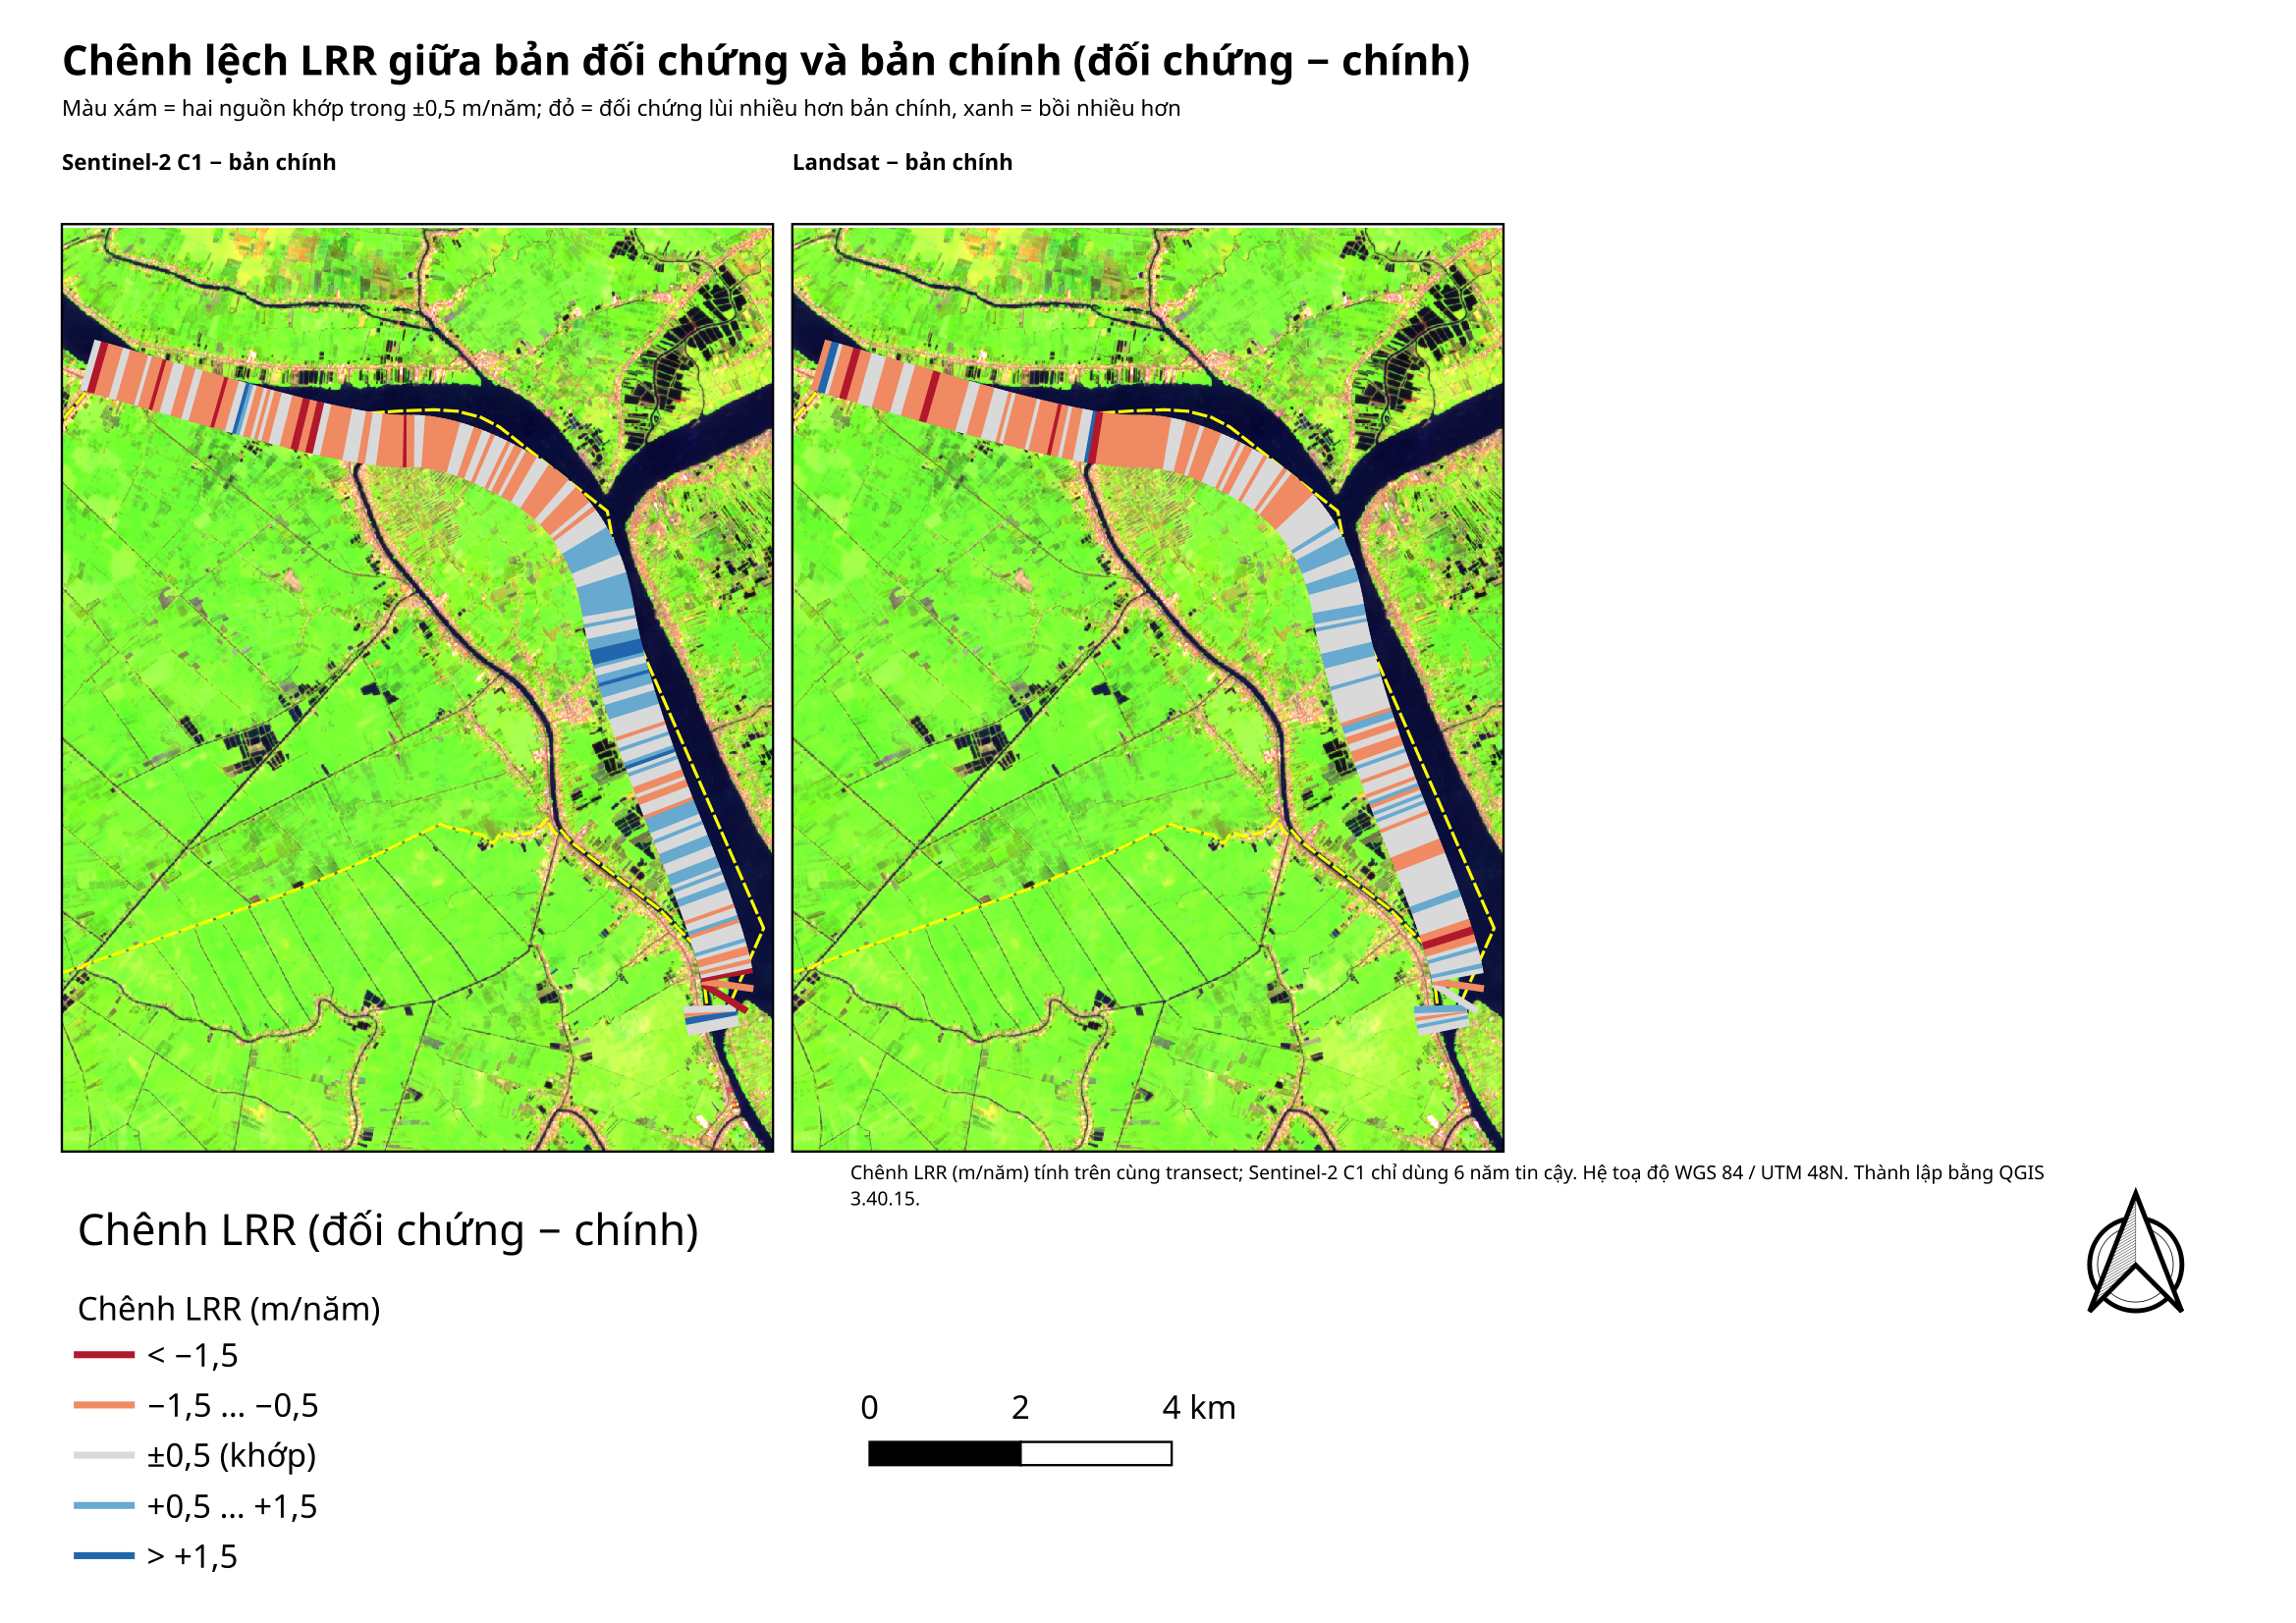 Chênh lệch LRR giữa bản đối chứng và bản chính (đối chứng − chính)
Màu xám = hai nguồn khớp trong ±0,5 m/năm; đỏ = đối chứng lùi nhiều hơn bản chính, xanh = bồi nhiều hơn
Sentinel-2 C1 − bản chính
Landsat − bản chính
Chênh LRR (m/năm) tính trên cùng transect; Sentinel-2 C1 chỉ dùng 6 năm tin cậy. Hệ toạ độ WGS 84 / UTM 48N. Thành lập bằng QGIS
3.40.15.
Chênh LRR (đối chứng − chính)
Chênh LRR (m/năm)
< −1,5
−1,5 … −0,5
±0,5 (khớp)
+0,5 … +1,5
> +1,5
0 2 4 km